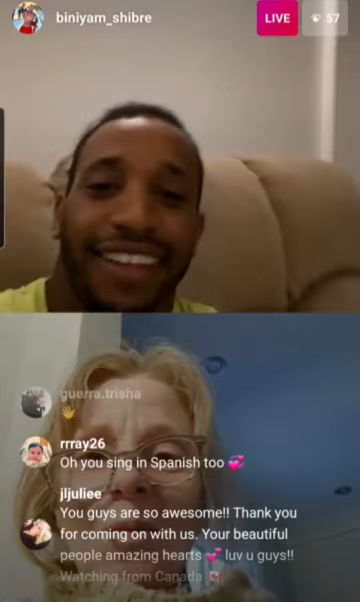 biniyam_shibre
LIVE
57
guerra.trisha
👋
rrray26
Oh you sing in Spanish too 💞
jljuliee
You guys are so awesome!! Thank you
for coming on with us. Your beautiful
people amazing hearts 💕 luv u guys!!
Watching from Canada 🇨🇦